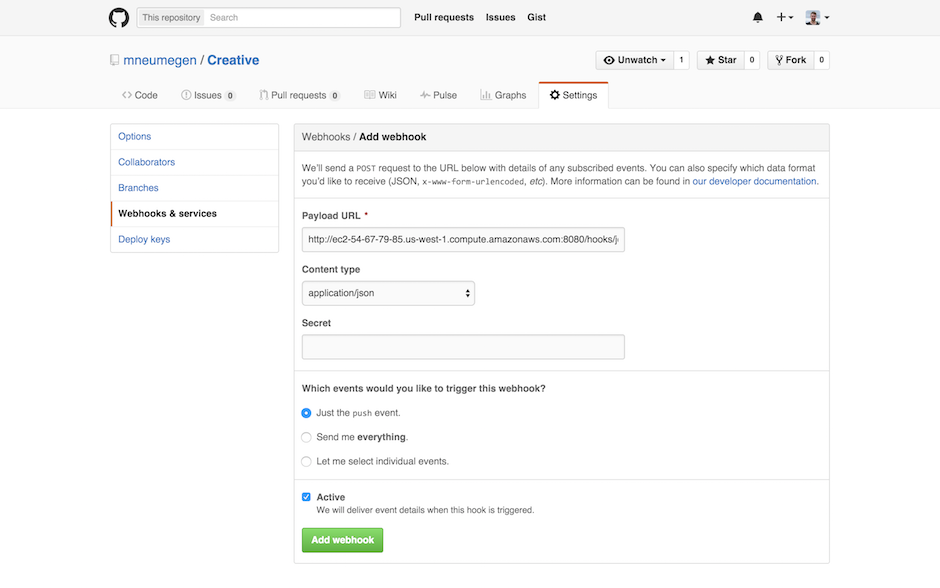 This repository Search Pull requests Issues Gist
mneumegen / Creative
Unwatch 1 Star 0 Fork 0
Code Issues 0 Pull requests 0 Wiki Pulse Graphs Settings
Options
Collaborators
Branches
Webhooks & services
Deploy keys
Webhooks / Add webhook
We'll send a POST request to the URL below with details of any subscribed events. You can also specify which data format
you'd like to receive (JSON, x-www-form-urlencoded, etc). More information can be found in our developer documentation.
Payload URL *
http://ec2-54-67-79-85.us-west-1.compute.amazonaws.com:8080/hooks/j
Content type
application/json
Secret
Which events would you like to trigger this webhook?
Just the push event.
Send me everything.
Let me select individual events.
Active
We will deliver event details when this hook is triggered.
Add webhook